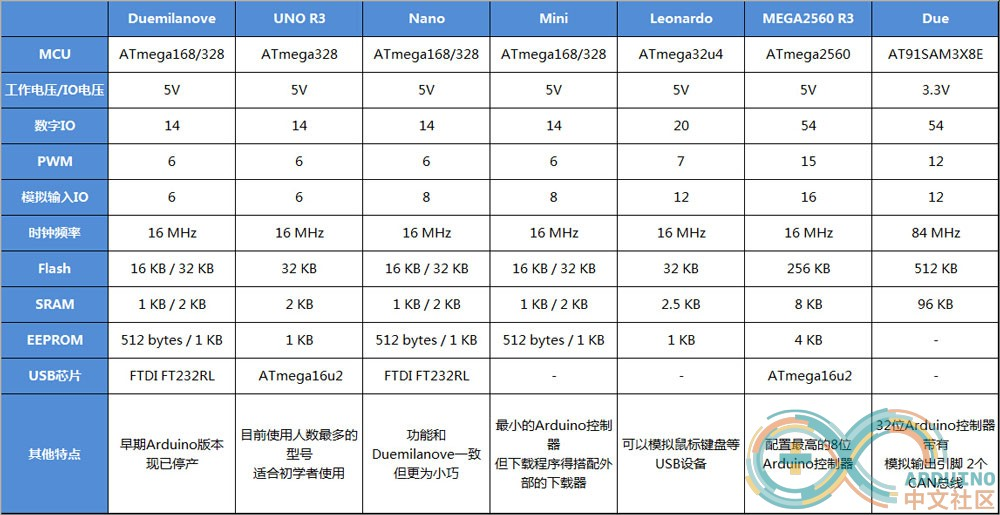 Duemilanove UNO R3 Nano Mini Leonardo MEGA2560 R3 Due
MCU ATmega168/328 ATmega328 ATmega168/328 ATmega168/328 ATmega32u4 ATmega2560 AT91SAM3X8E
工作电压/IO电压 5V 5V 5V 5V 5V 5V 3.3V
数字IO 14 14 14 14 20 54 54
PWM 6 6 6 6 7 15 12
模拟输入IO 6 6 8 8 12 16 12
时钟频率 16 MHz 16 MHz 16 MHz 16 MHz 16 MHz 16 MHz 84 MHz
Flash 16 KB / 32 KB 32 KB 16 KB / 32 KB 16 KB / 32 KB 32 KB 256 KB 512 KB
SRAM 1 KB / 2 KB 2 KB 1 KB / 2 KB 1 KB / 2 KB 2.5 KB 8 KB 96 KB
EEPROM 512 bytes / 1 KB 1 KB 512 bytes / 1 KB 512 bytes / 1 KB 1 KB 4 KB -
USB芯片 FTDI FT232RL ATmega16u2 FTDI FT232RL - - ATmega16u2 -
其他特点
早期Arduino版本
现已停产
目前使用人数最多的
型号
适合初学者使用
功能和
Duemilanove一致
但更为小巧
最小的Arduino控制
器
但下载程序得搭配外
部的下载器
可以模拟鼠标键盘等
USB设备
配置最高的8位
Arduino控制器
32位Arduino控制器
带有
模拟输出引脚 2个
CAN总线
ARDUINO
中文社区